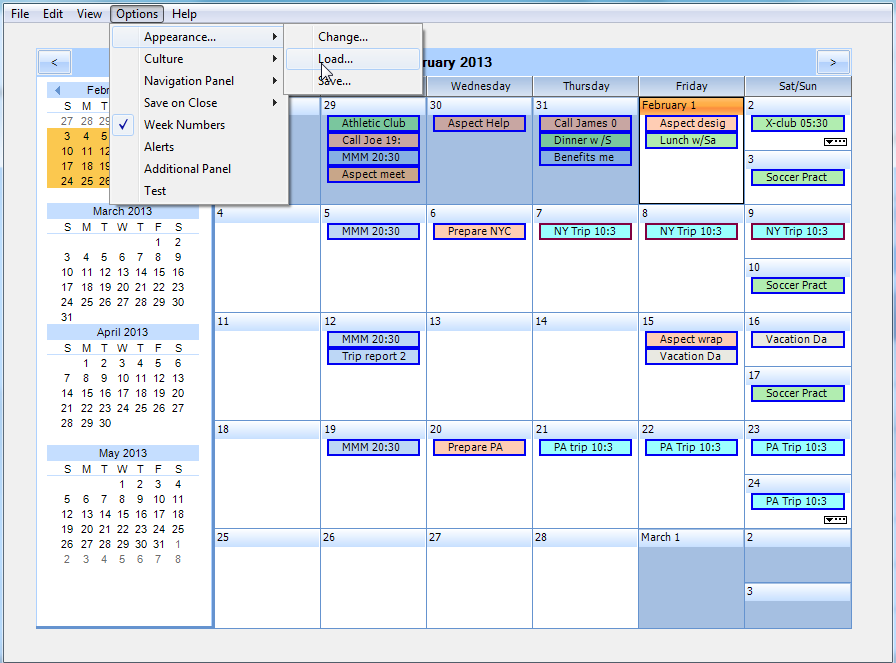 File Edit View Options Help
Appearance...
Culture
Navigation Panel
Save on Close
Week Numbers
Alerts
Additional Panel
Test
Change...
Load...
Save...
<
ruary 2013
>
Febr
S M T
27 28 29
3 4 5
10 11 12
17 18 19
24 25 26
March 2013
S M T W T F S
1 2
3 4 5 6 7 8 9
10 11 12 13 14 15 16
17 18 19 20 21 22 23
24 25 26 27 28 29 30
31
April 2013
S M T W T F S
1 2 3 4 5 6
7 8 9 10 11 12 13
14 15 16 17 18 19 20
21 22 23 24 25 26 27
28 29 30
May 2013
S M T W T F S
1 2 3 4
5 6 7 8 9 10 11
12 13 14 15 16 17 18
19 20 21 22 23 24 25
26 27 28 29 30 31 1
2 3 4 5 6 7 8
Wednesday Thursday Friday Sat/Sun
29
Athletic Club
Call Joe 19:
MMM 20:30
Aspect meet
30
Aspect Help
31
Call James 0
Dinner w /S
Benefits me
February 1
Aspect desig
Lunch w/Sa
2
X-club 05:30
3
Soccer Pract
4
5
MMM 20:30
6
Prepare NYC
7
NY Trip 10:3
8
NY Trip 10:3
9
NY Trip 10:3
10
Soccer Pract
11
12
MMM 20:30
Trip report 2
13
14
15
Aspect wrap
Vacation Da
16
Vacation Da
17
Soccer Pract
18
19
MMM 20:30
20
Prepare PA
21
PA trip 10:3
22
PA Trip 10:3
23
PA Trip 10:3
24
PA Trip 10:3
25
26
27
28
March 1
2
3